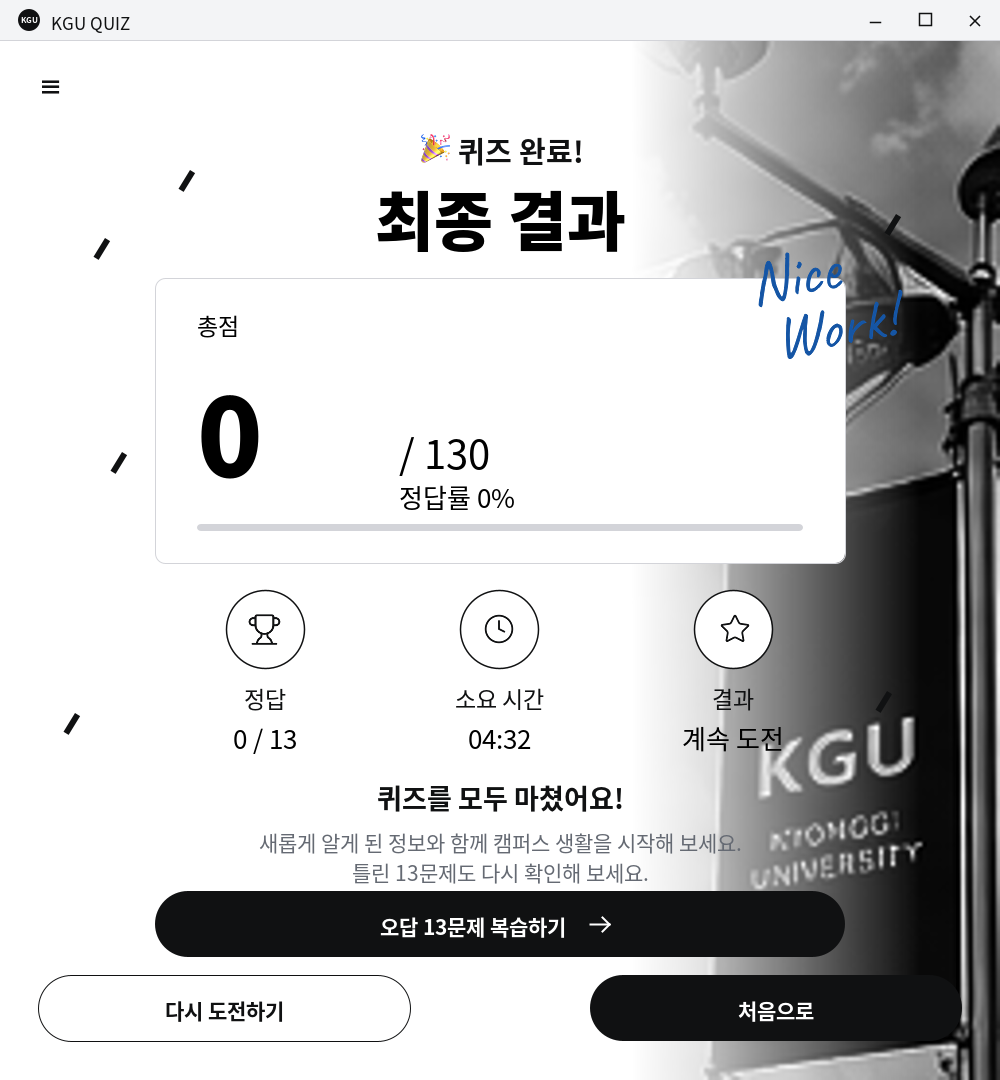 KGU KGU QUIZ
퀴즈 완료!
최종 결과
Nice
Work!
총점
0 / 130
정답률 0%
정답 소요 시간 결과
0 / 13 04:32 계속 도전
KGU
KYONGGI
UNIVERSITY
퀴즈를 모두 마쳤어요!
새롭게 알게 된 정보와 함께 캠퍼스 생활을 시작해 보세요.
틀린 13문제도 다시 확인해 보세요.
오답 13문제 복습하기 →
다시 도전하기 처음으로